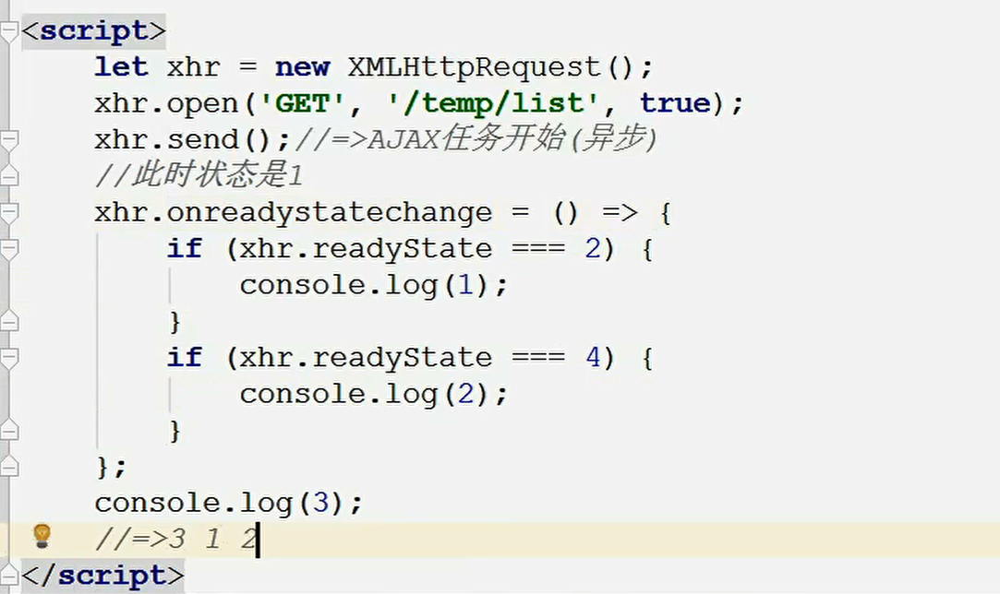 <script>
let xhr = new XMLHttpRequest();
xhr.open('GET', '/temp/list', true);
xhr.send();//=>AJAX任务开始(异步)
//此时状态是1
xhr.onreadystatechange = () => {
if (xhr.readyState === 2) {
console.log(1);
}
if (xhr.readyState === 4) {
console.log(2);
}
};
console.log(3);
//=>3 1 2
</script>